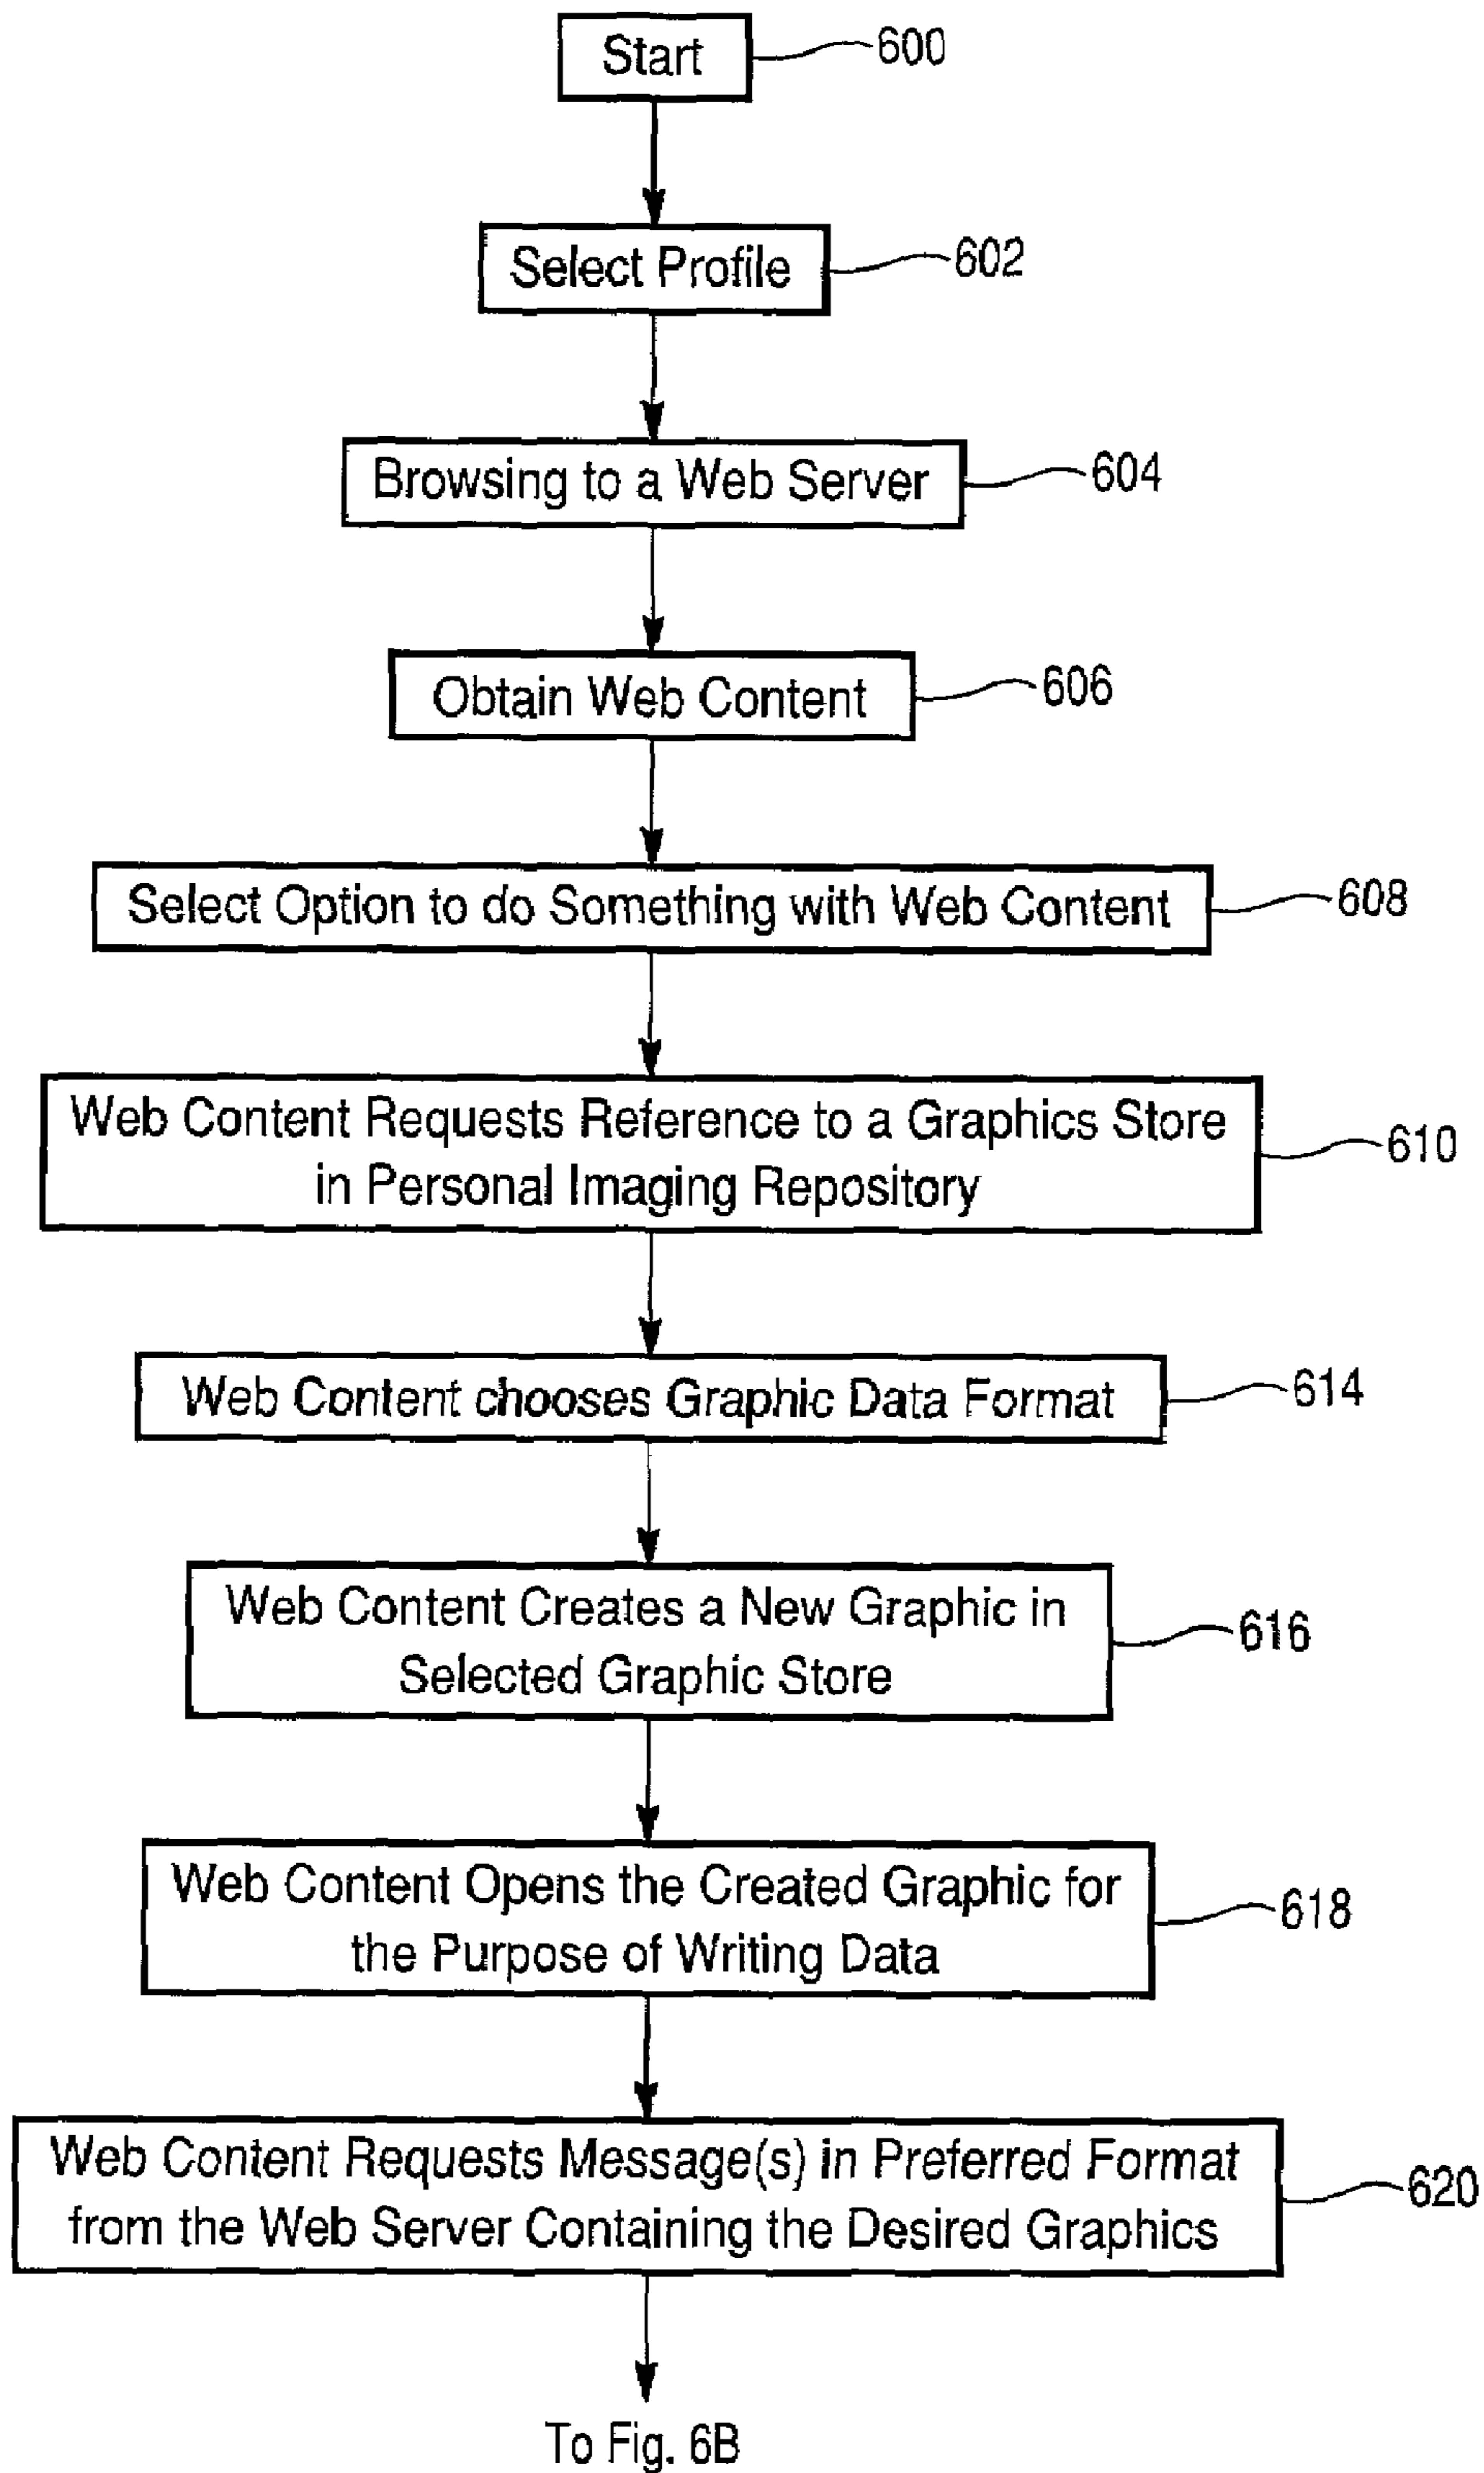 Start
600
Select Profile
602
Browsing to a Web Server
604
Obtain Web Content
606
Select Option to do Something with Web Content
608
Web Content Requests Reference to a Graphics Store
in Personal Imaging Repository
610
Web Content chooses Graphic Data Format
614
Web Content Creates a New Graphic in
Selected Graphic Store
616
Web Content Opens the Created Graphic for
the Purpose of Writing Data
618
Web Content Requests Message(s) in Preferred Format
from the Web Server Containing the Desired Graphics
620
To Fig. 6B